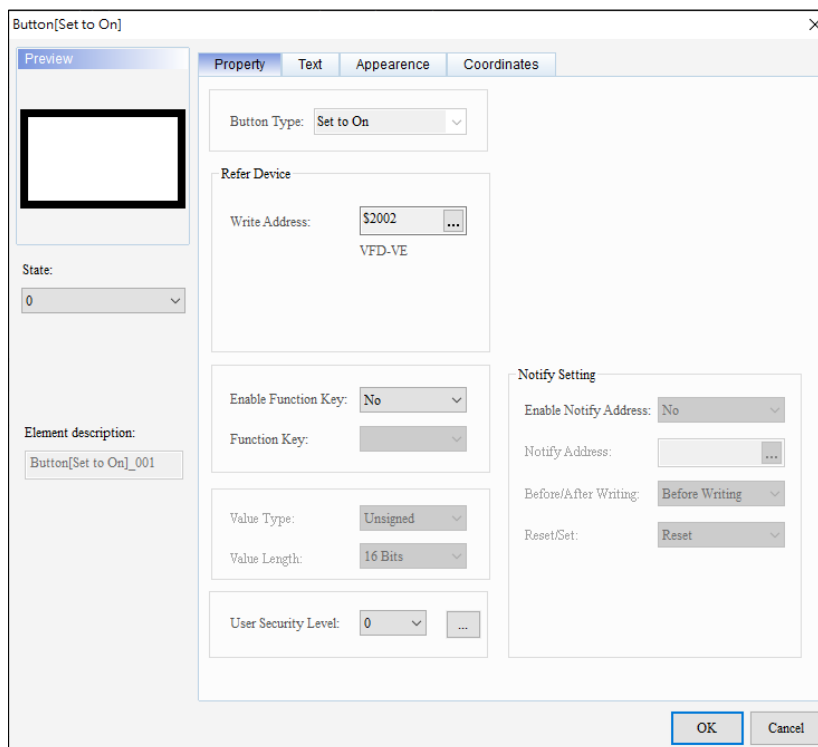 Button[Set to On]
Preview
State:
0
Element description:
Button[Set to On]_001
Property Text Appearence Coordinates
Button Type: Set to On
Refer Device
Write Address: $2002 ...
VFD-VE
Enable Function Key: No
Function Key:
Value Type: Unsigned
Value Length: 16 Bits
User Security Level: 0 ...
Notify Setting
Enable Notify Address: No
Notify Address: ...
Before/After Writing: Before Writing
Reset/Set: Reset
OK Cancel